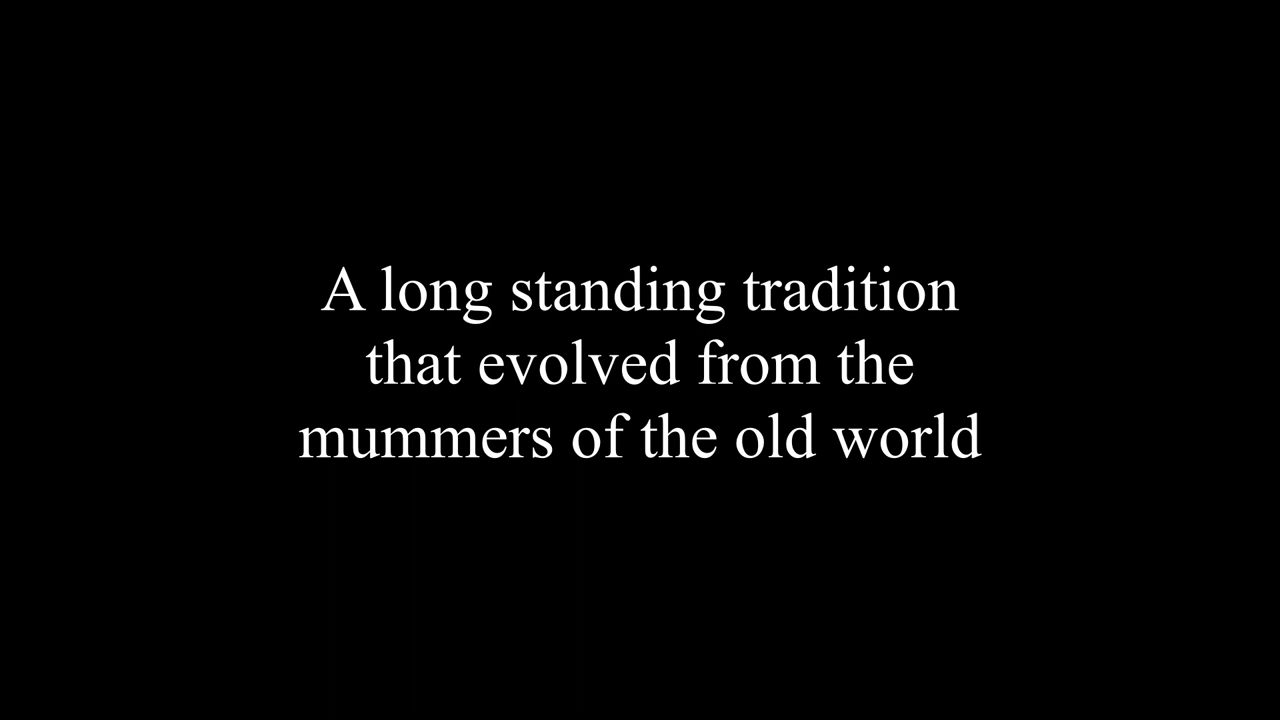 A long standing tradition
that evolved from the
mummers of the old world